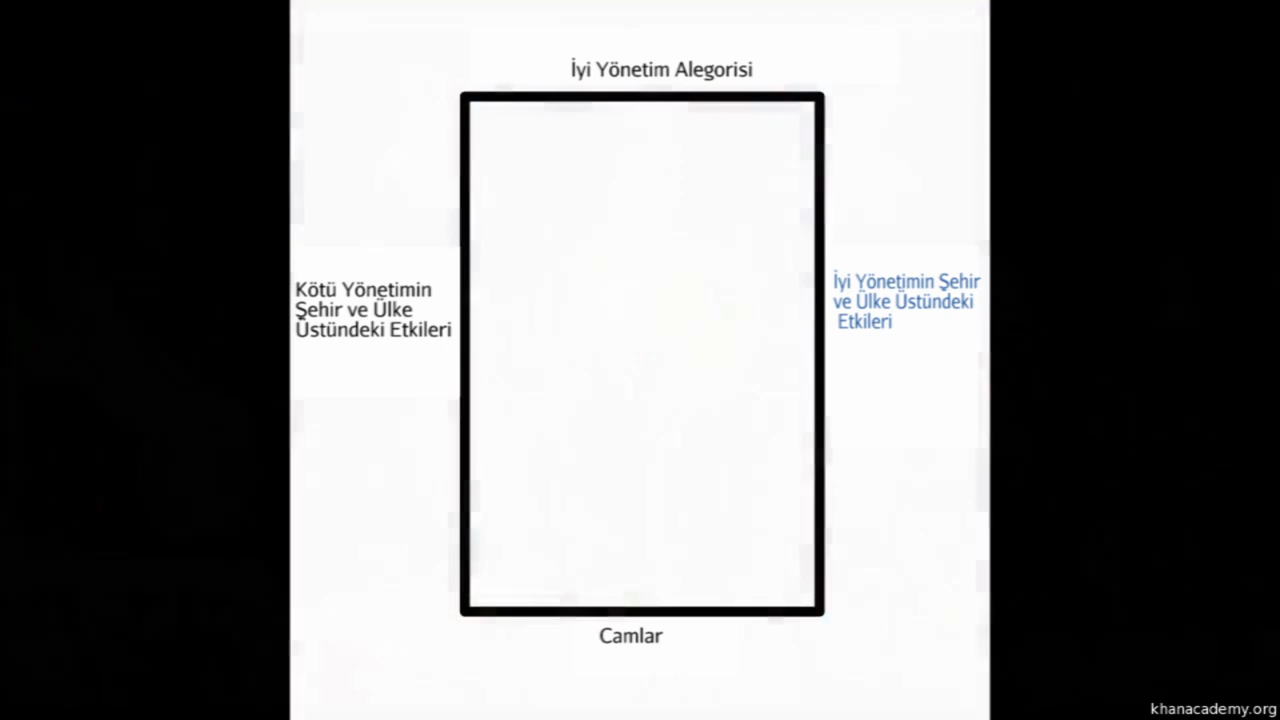 İyi Yönetim Alegorisi
Kötü Yönetimin
Şehir ve Ülke
Üstündeki Etkileri
İyi Yönetimin Şehir
ve Ülke Üstündeki
Etkileri
Camlar
khanacademy.org